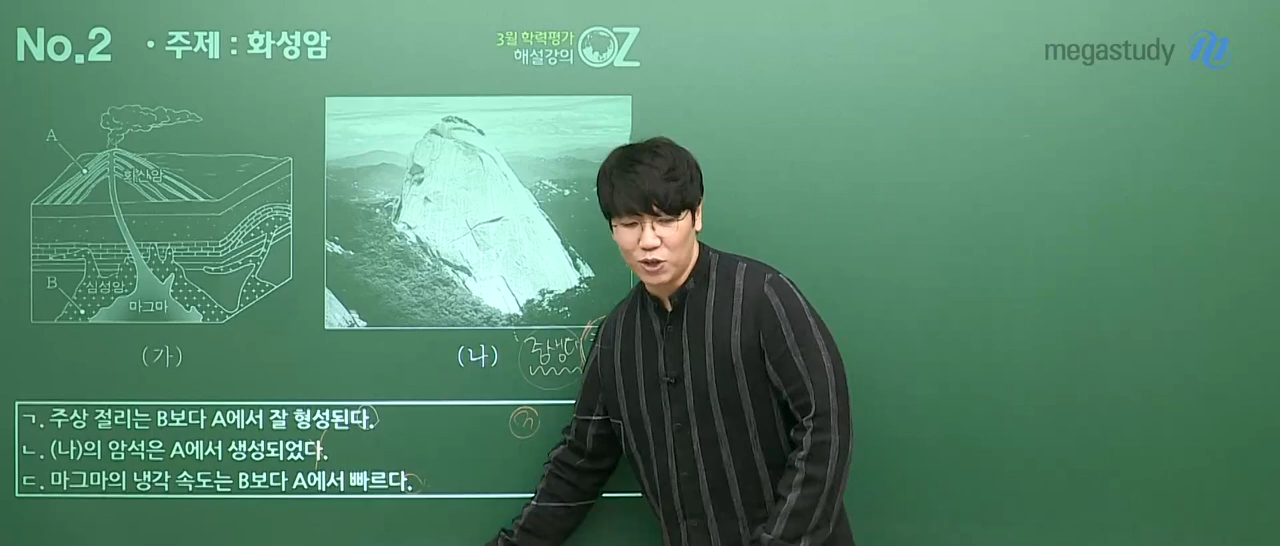 No.2 · 주제 : 화성암
3월 학력평가
해설강의 OZ
megastudy
A
화산암
B
심성암
마그마
(가)
(나)
중생대
ㄱ. 주상 절리는 B보다 A에서 잘 형성된다.
ㄴ. (나)의 암석은 A에서 생성되었다.
ㄷ. 마그마의 냉각 속도는 B보다 A에서 빠르다.